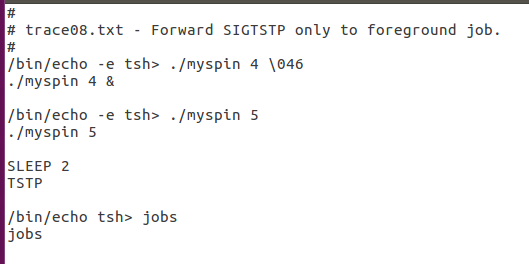 #
# trace08.txt - Forward SIGTSTP only to foreground job.
#
/bin/echo -e tsh> ./myspin 4 \046
./myspin 4 &
/bin/echo -e tsh> ./myspin 5
./myspin 5
SLEEP 2
TSTP
/bin/echo tsh> jobs
jobs